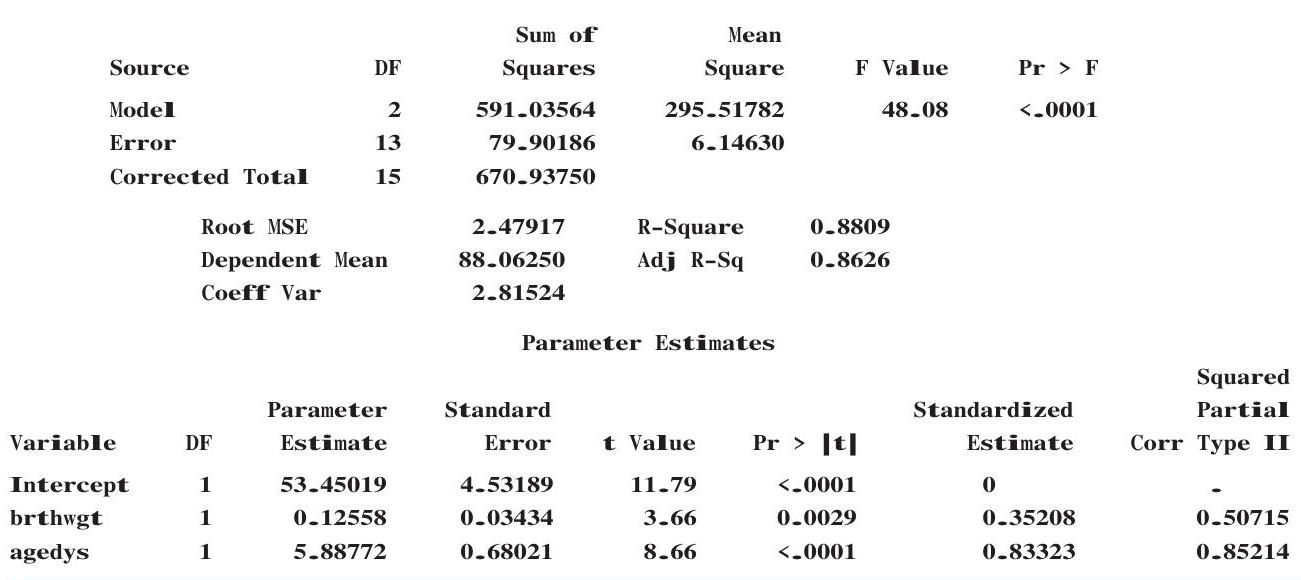 Sum of Mean
Source DF Squares Square F Value Pr > F
Model 2 591.03564 295.51782 48.08 <.0001
Error 13 79.90186 6.14630
Corrected Total 15 670.93750
Root MSE 2.47917 R-Square 0.8809
Dependent Mean 88.06250 Adj R-Sq 0.8626
Coeff Var 2.81524
Parameter Estimates
Squared
Parameter Standard Standardized Partial
Variable DF Estimate Error t Value Pr > |t| Estimate Corr Type II
Intercept 1 53.45019 4.53189 11.79 <.0001 0 .
brthwgt 1 0.12558 0.03434 3.66 0.0029 0.35208 0.50715
agedys 1 5.88772 0.68021 8.66 <.0001 0.83323 0.85214